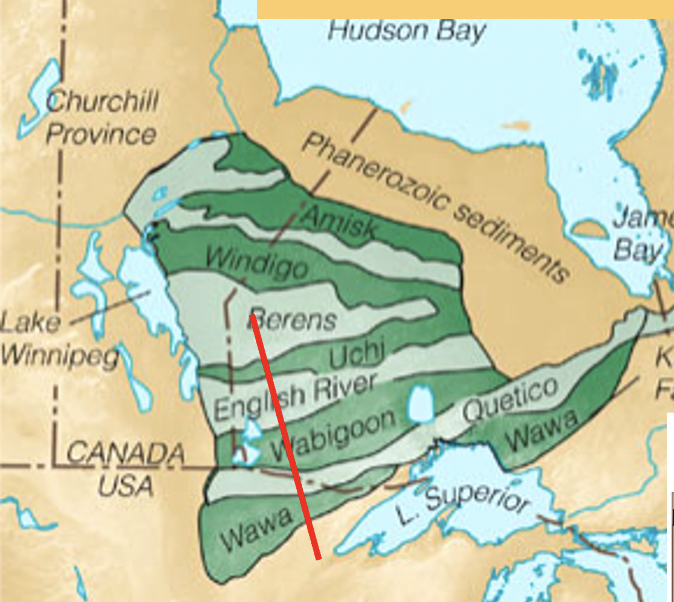 Hudson Bay
Churchill
Province
Phanerozoic sediments
Amisk
James
Bay
Windigo
Berens
Lake
Winnipeg
Uchi
English River
Quetico
Wabigoon
Wawa
CANADA
USA
L. Superior
Wawa
K